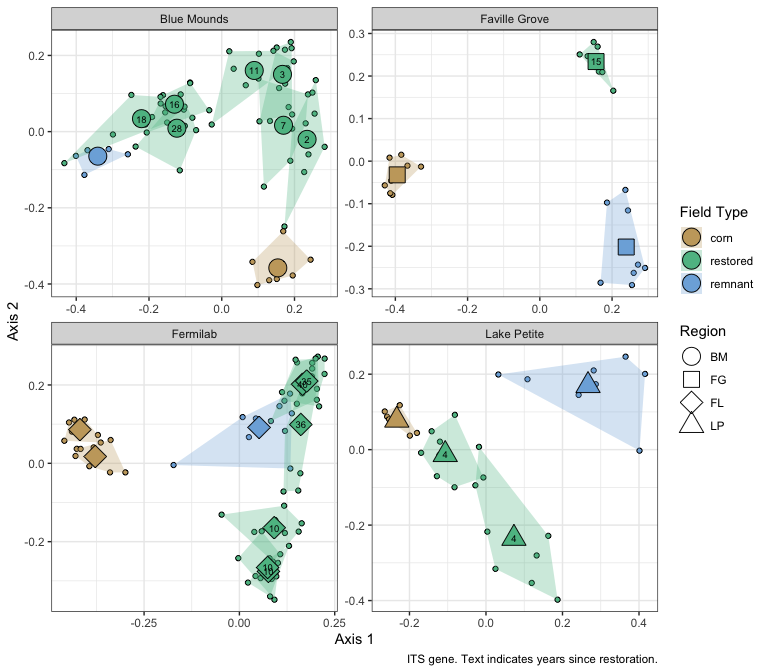 Blue Mounds
Faville Grove
0.2
0.0
-0.2
-0.4
11
3
16
18
28
7
2
-0.4
-0.2
0.0
0.2
0.3
0.2
0.1
0.0
-0.1
-0.2
-0.3
15
-0.4
-0.2
0.0
0.2
Axis 2
Fermilab
Lake Petite
0.2
0.0
-0.2
36
10
10
-0.25
0.00
0.25
0.2
0.0
-0.2
-0.4
4
4
-0.2
0.0
0.2
0.4
Axis 1
Field Type
corn
restored
remnant
Region
BM
FG
FL
LP
ITS gene. Text indicates years since restoration.